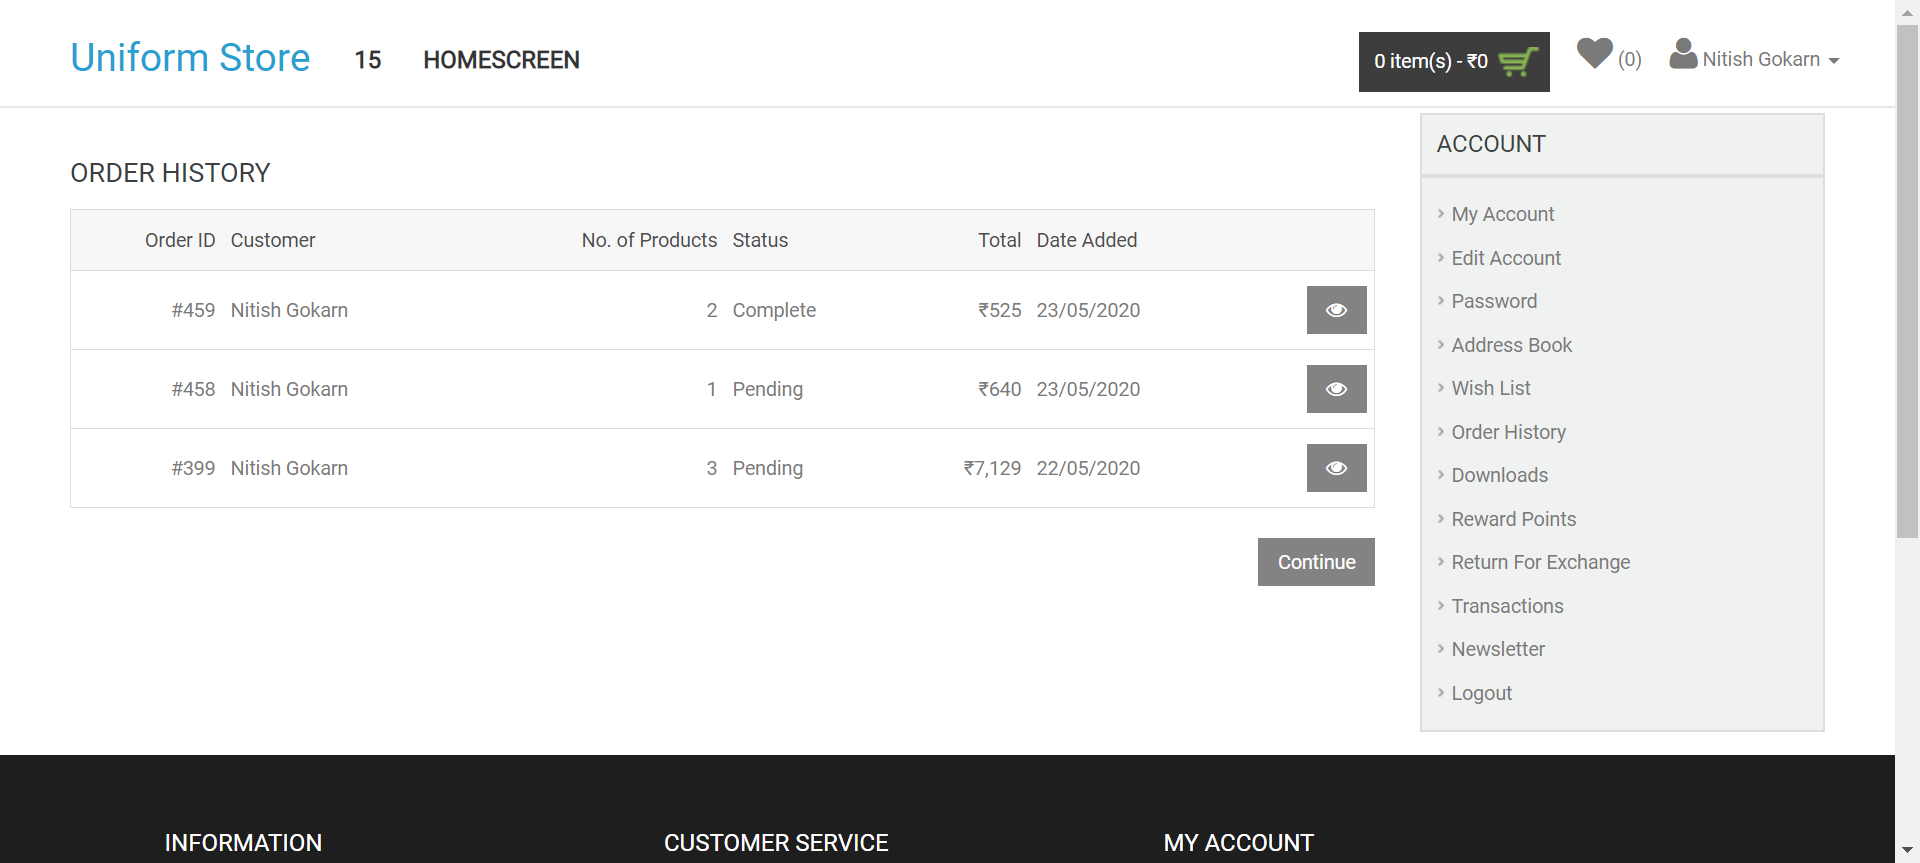 Uniform Store 15 HOMESCREEN 0 item(s) - ₹0 (0) Nitish Gokarn
ORDER HISTORY
Order ID Customer No. of Products Status Total Date Added
#459 Nitish Gokarn 2 Complete ₹525 23/05/2020
#458 Nitish Gokarn 1 Pending ₹640 23/05/2020
#399 Nitish Gokarn 3 Pending ₹7,129 22/05/2020
Continue
ACCOUNT
My Account
Edit Account
Password
Address Book
Wish List
Order History
Downloads
Reward Points
Return For Exchange
Transactions
Newsletter
Logout
INFORMATION CUSTOMER SERVICE MY ACCOUNT